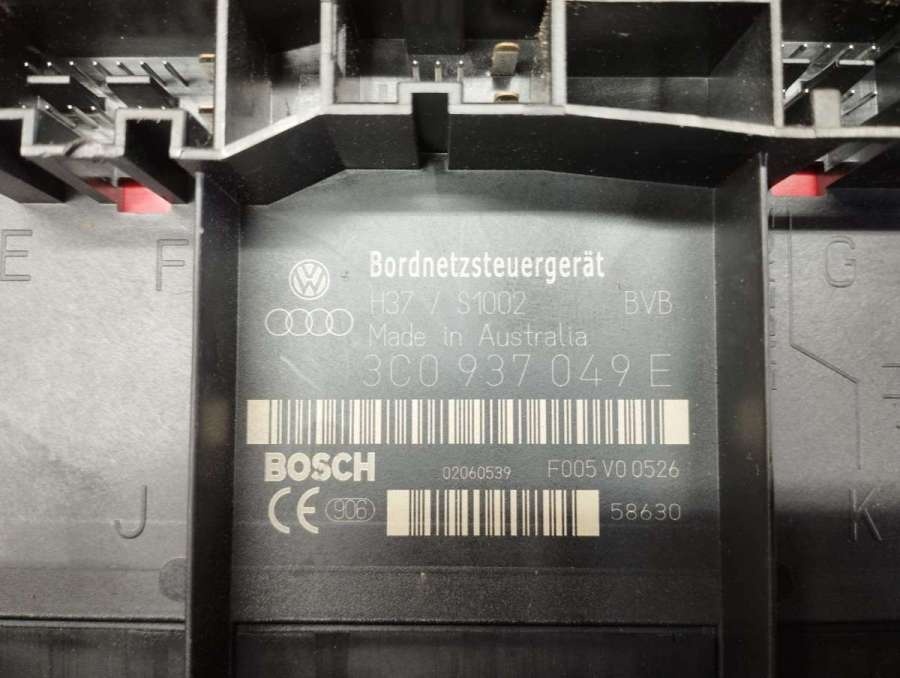 E
F
G
Bordnetzsteuergerät
H37 / S1002 BVB
Made in Australia
3C0 937 049 E
BOSCH 02060539 F005 V0 0526
CE 906 58630
J
K